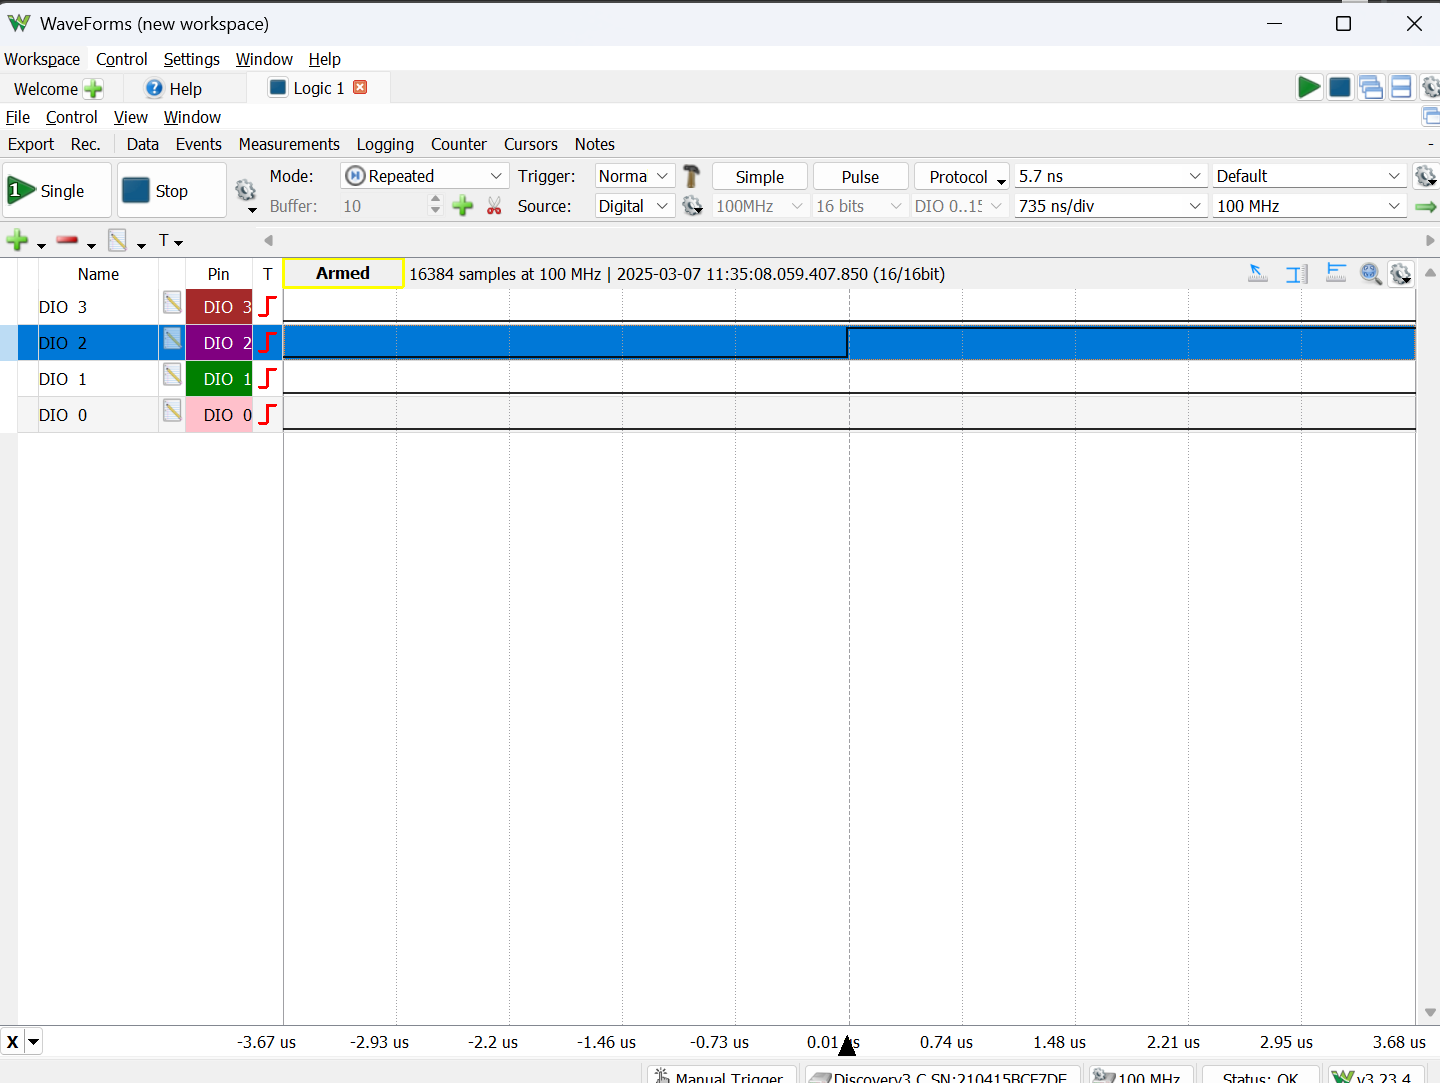 WaveForms (new workspace)
Workspace Control Settings Window Help
Welcome Help Logic 1
File Control View Window
Export Rec. Data Events Measurements Logging Counter Cursors Notes
1 Single Stop Mode: Repeated Trigger: Norma Simple Pulse Protocol 5.7 ns Default
Buffer: 10 Source: Digital 100MHz 16 bits DIO 0..15 735 ns/div 100 MHz
T
Name Pin T Armed 16384 samples at 100 MHz | 2025-03-07 11:35:08.059.407.850 (16/16bit)
DIO 3 DIO 3
DIO 2 DIO 2
DIO 1 DIO 1
DIO 0 DIO 0
X -3.67 us -2.93 us -2.2 us -1.46 us -0.73 us 0.01 us 0.74 us 1.48 us 2.21 us 2.95 us 3.68 us
Manual Trigger Discovery3 C SN:210415BCF7DE 100 MHz Status: OK v3.23.4